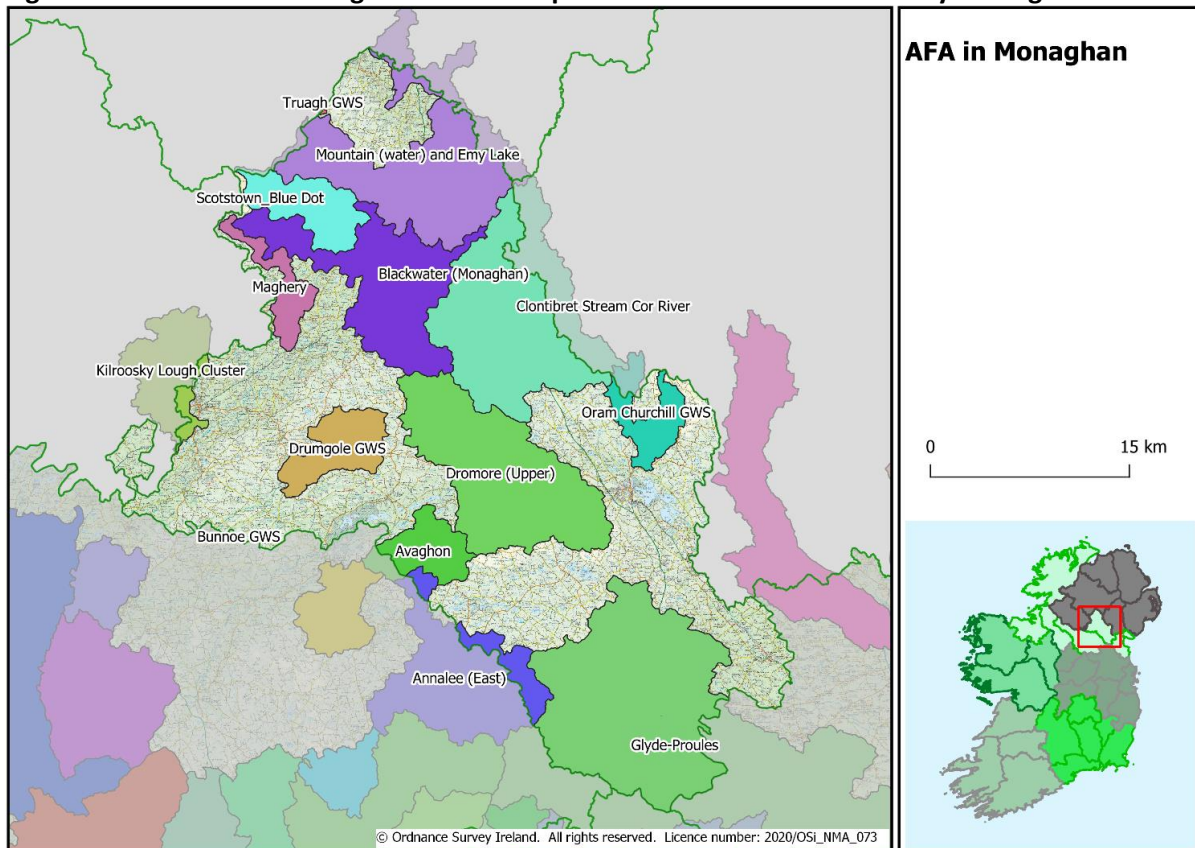 AFA in Monaghan
Truagh GWS
Mountain (water) and Emy Lake
Scotstown_Blue Dot
Blackwater (Monaghan)
Maghery
Clontibret Stream Cor River
Kilroosky Lough Cluster
Oram Churchill GWS
Drumgole GWS
Dromore (Upper)
Bunnoe GWS
Avaghon
Annalee (East)
Glyde-Proules
0 15 km
© Ordnance Survey Ireland. All rights reserved. Licence number: 2020/OSi_NMA_073